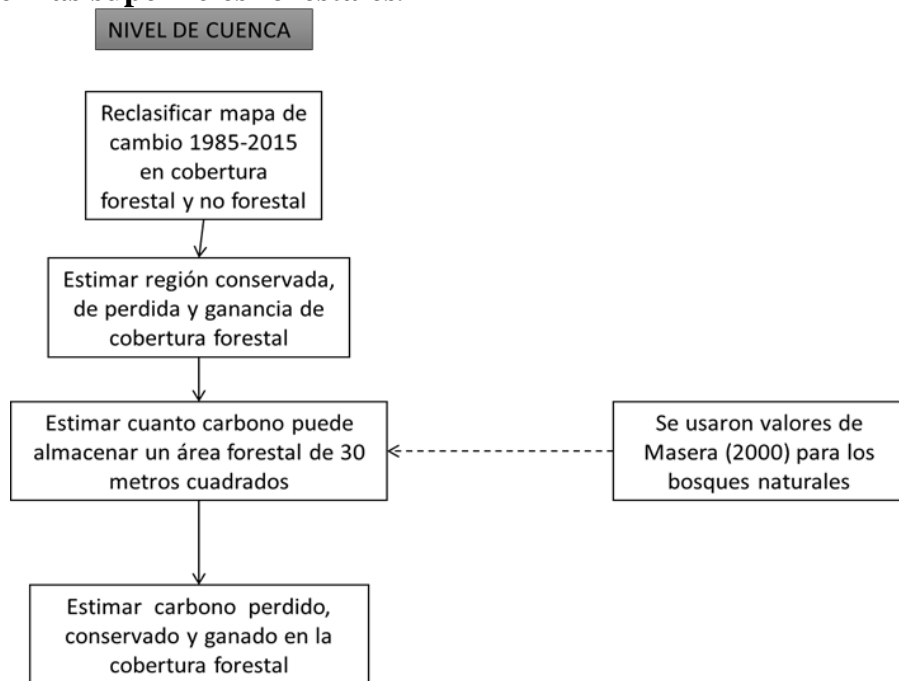 NIVEL DE CUENCA
Reclasificar mapa de
cambio 1985-2015
en cobertura
forestal y no forestal
Estimar región conservada,
de perdida y ganancia de
cobertura forestal
Estimar cuanto carbono puede
almacenar un área forestal de 30
metros cuadrados
Se usaron valores de
Masera (2000) para los
bosques naturales
Estimar carbono perdido,
conservado y ganado en la
cobertura forestal